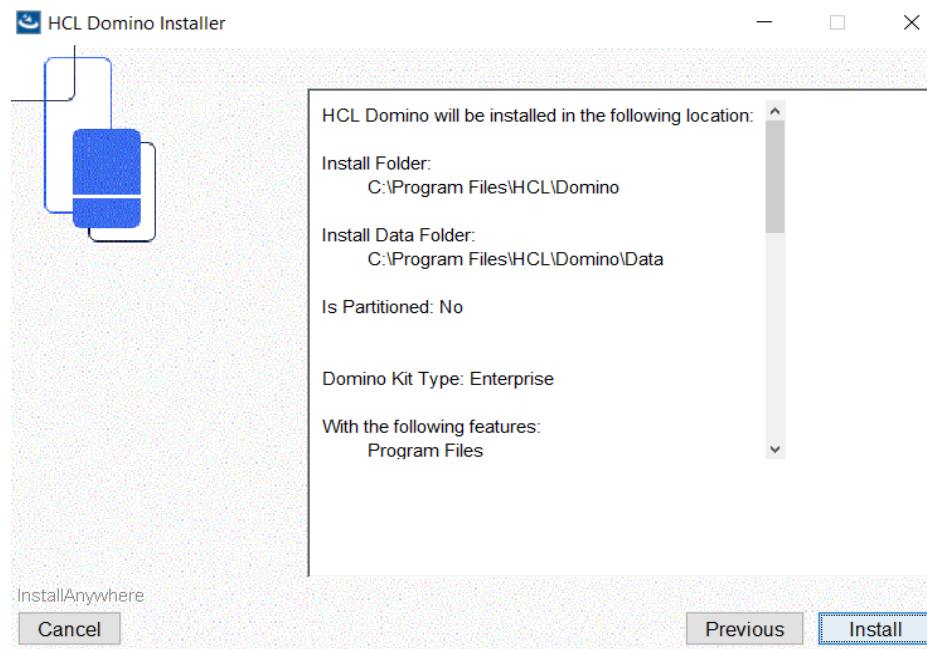 HCL Domino Installer
HCL Domino will be installed in the following location:
Install Folder:
C:\Program Files\HCL\Domino
Install Data Folder:
C:\Program Files\HCL\Domino\Data
Is Partitioned: No
Domino Kit Type: Enterprise
With the following features:
Program Files
InstallAnywhere
Cancel
Previous
Install